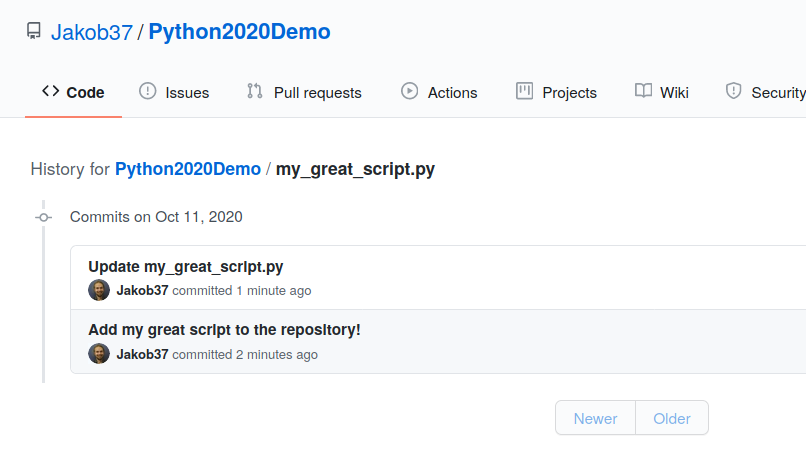 Jakob37 / Python2020Demo
Code Issues Pull requests Actions Projects Wiki Security
History for Python2020Demo / my_great_script.py
Commits on Oct 11, 2020
Update my_great_script.py
Jakob37 committed 1 minute ago
Add my great script to the repository!
Jakob37 committed 2 minutes ago
Newer Older